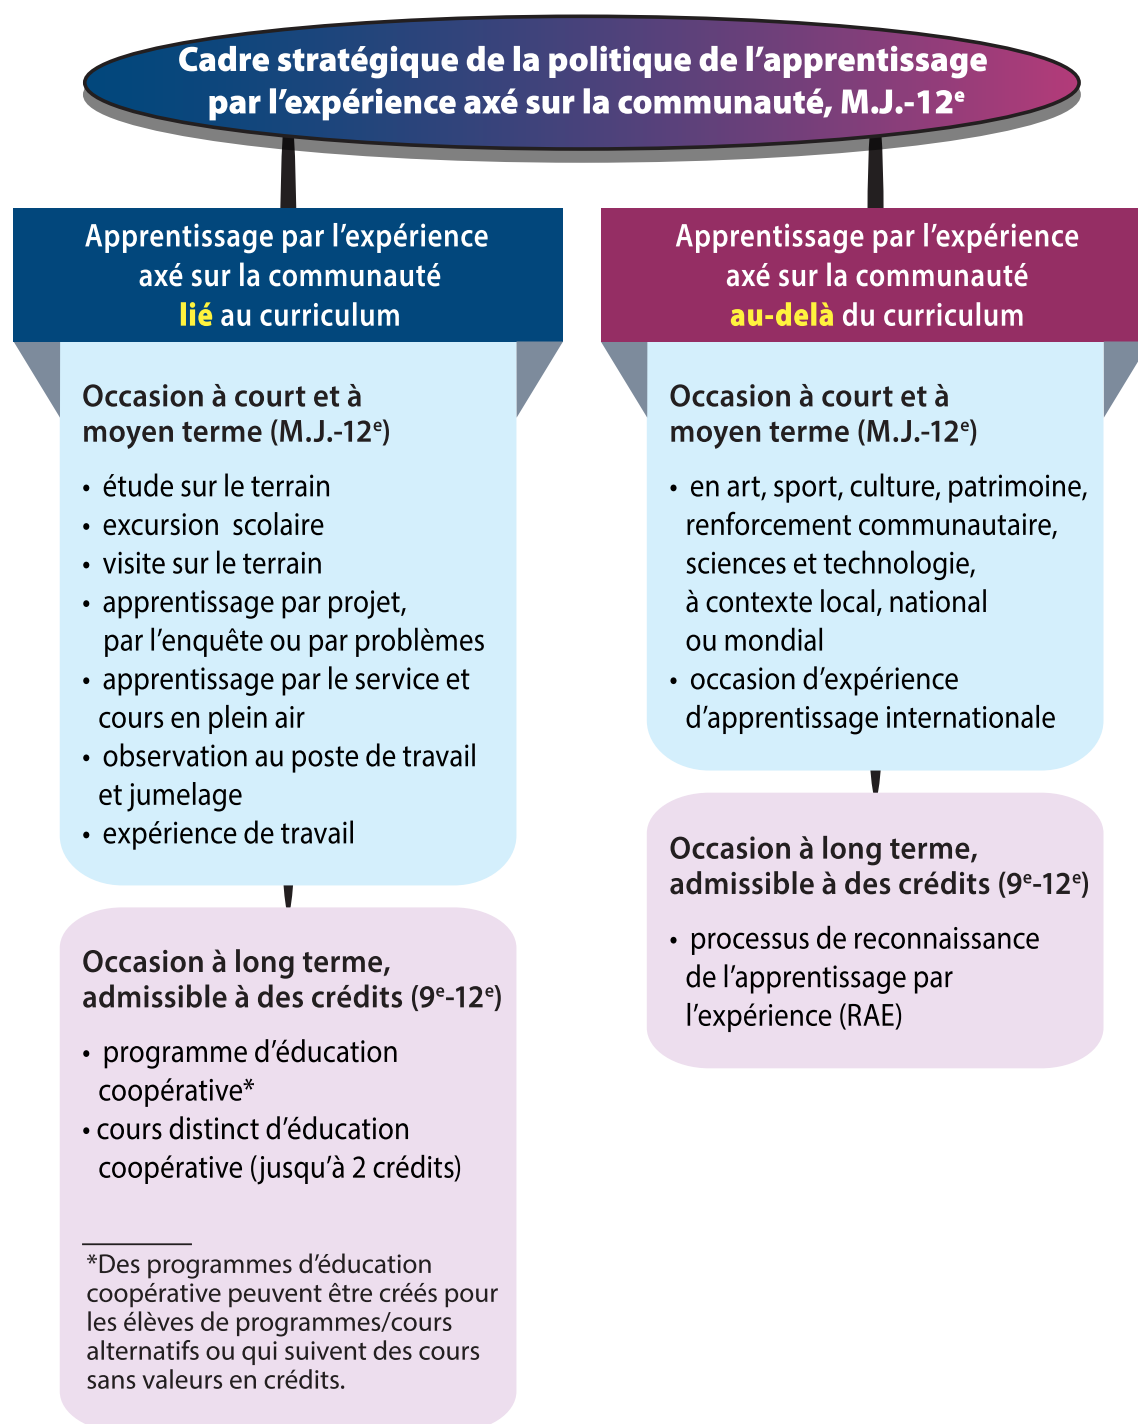 Cadre stratégique de la politique de l’apprentissage
par l’expérience axé sur la communauté, M.J.-12ᵉ
Apprentissage par l’expérience
axé sur la communauté
lié au curriculum
Occasion à court et à
moyen terme (M.J.-12ᵉ)
• étude sur le terrain
• excursion scolaire
• visite sur le terrain
• apprentissage par projet,
par l’enquête ou par problèmes
• apprentissage par le service et
cours en plein air
• observation au poste de travail
et jumelage
• expérience de travail
Occasion à long terme,
admissible à des crédits (9ᵉ-12ᵉ)
• programme d’éducation
coopérative*
• cours distinct d’éducation
coopérative (jusqu’à 2 crédits)
*Des programmes d’éducation
coopérative peuvent être créés pour
les élèves de programmes/cours
alternatifs ou qui suivent des cours
sans valeurs en crédits.
Apprentissage par l’expérience
axé sur la communauté
au-delà du curriculum
Occasion à court et à
moyen terme (M.J.-12ᵉ)
• en art, sport, culture, patrimoine,
renforcement communautaire,
sciences et technologie,
à contexte local, national
ou mondial
• occasion d’expérience
d’apprentissage internationale
Occasion à long terme,
admissible à des crédits (9ᵉ-12ᵉ)
• processus de reconnaissance
de l’apprentissage par
l’expérience (RAE)